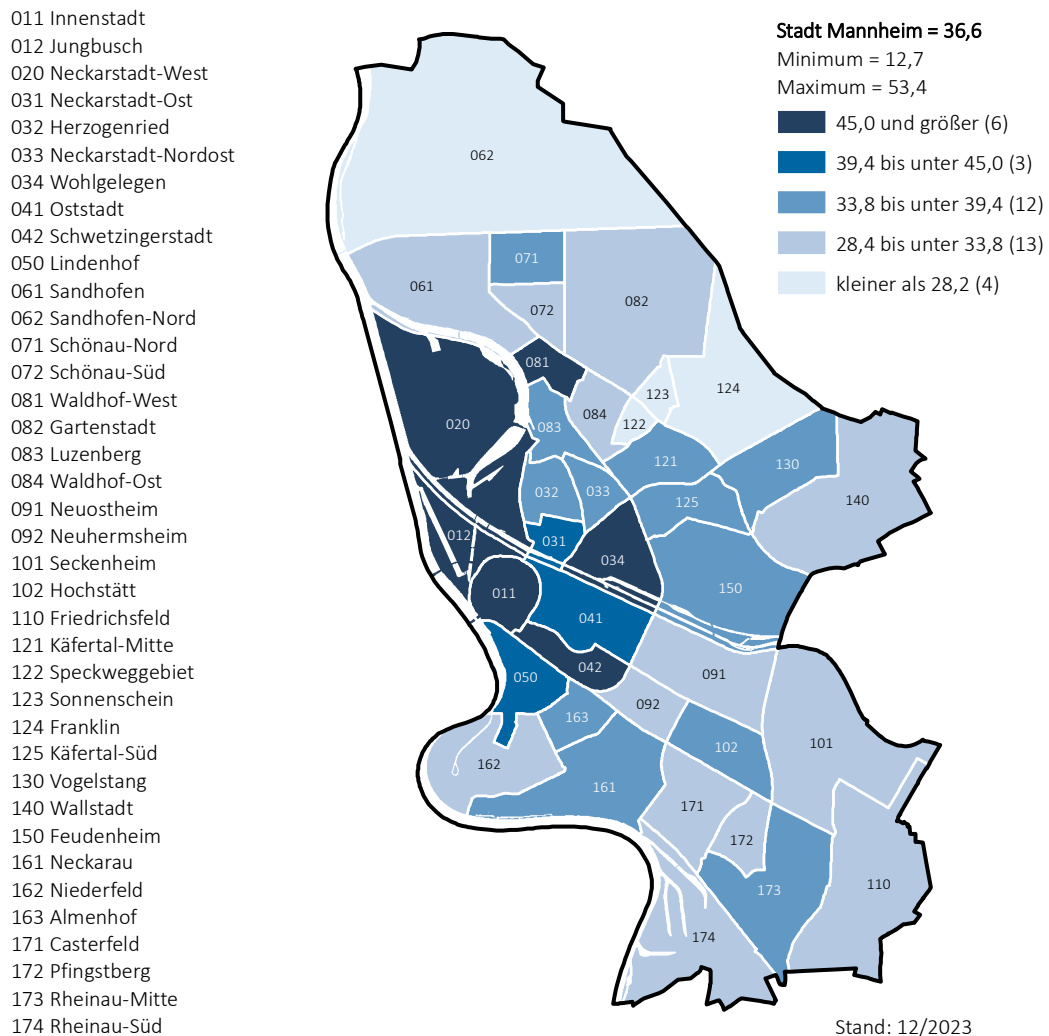 011 Innenstadt
012 Jungbusch
020 Neckarstadt-West
031 Neckarstadt-Ost
032 Herzogenried
033 Neckarstadt-Nordost
034 Wohlgelegen
041 Oststadt
042 Schwetzingerstadt
050 Lindenhof
061 Sandhofen
062 Sandhofen-Nord
071 Schönau-Nord
072 Schönau-Süd
081 Waldhof-West
082 Gartenstadt
083 Luzenberg
084 Waldhof-Ost
091 Neuostheim
092 Neuhermsheim
101 Seckenheim
102 Hochstätt
110 Friedrichsfeld
121 Käfertal-Mitte
122 Speckweggebiet
123 Sonnenschein
124 Franklin
125 Käfertal-Süd
130 Vogelstang
140 Wallstadt
150 Feudenheim
161 Neckarau
162 Niederfeld
163 Almenhof
171 Casterfeld
172 Pfingstberg
173 Rheinau-Mitte
174 Rheinau-Süd
Stadt Mannheim = 36,6
Minimum = 12,7
Maximum = 53,4
45,0 und größer (6)
39,4 bis unter 45,0 (3)
33,8 bis unter 39,4 (12)
28,4 bis unter 33,8 (13)
kleiner als 28,2 (4)
062
071
061
082
072
081
124
123
084
020
122
083
121
130
032
033
140
125
012
031
034
150
011
041
042
091
050
092
163
101
102
162
161
171
172
110
173
174
Stand: 12/2023